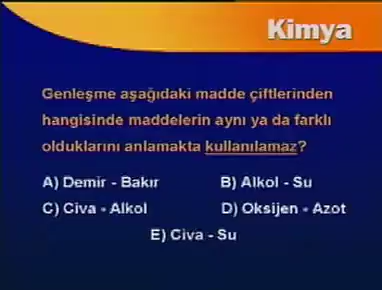 Kimya
Genleşme aşağıdaki madde çiftlerinden
hangisinde maddelerin aynı ya da farklı
olduklarını anlamakta kullanılamaz?
A) Demir - Bakır B) Alkol - Su
C) Civa - Alkol D) Oksijen - Azot
E) Civa - Su